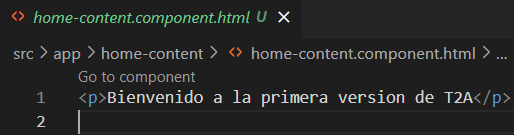 home-content.component.html U ×
src > app > home-content > home-content.component.html > ...
Go to component
1 <p>Bienvenido a la primera version de T2A</p>
2